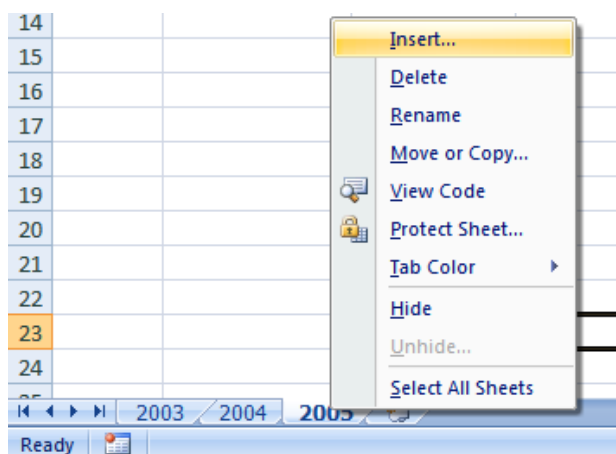 14
Insert...
15
Delete
16
Rename
17
Move or Copy...
18
View Code
19
20
Protect Sheet...
21
Tab Color
22
Hide
23
Unhide...
24
Select All Sheets
25
2003 2004 2005
Ready